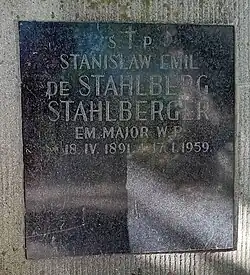 S † P
STANISŁAW EMIL
DE STAHLBERG
STAHLBERGER
EM. MAJOR W.P.
* 18. IV. 1891. † 17. I. 1959.